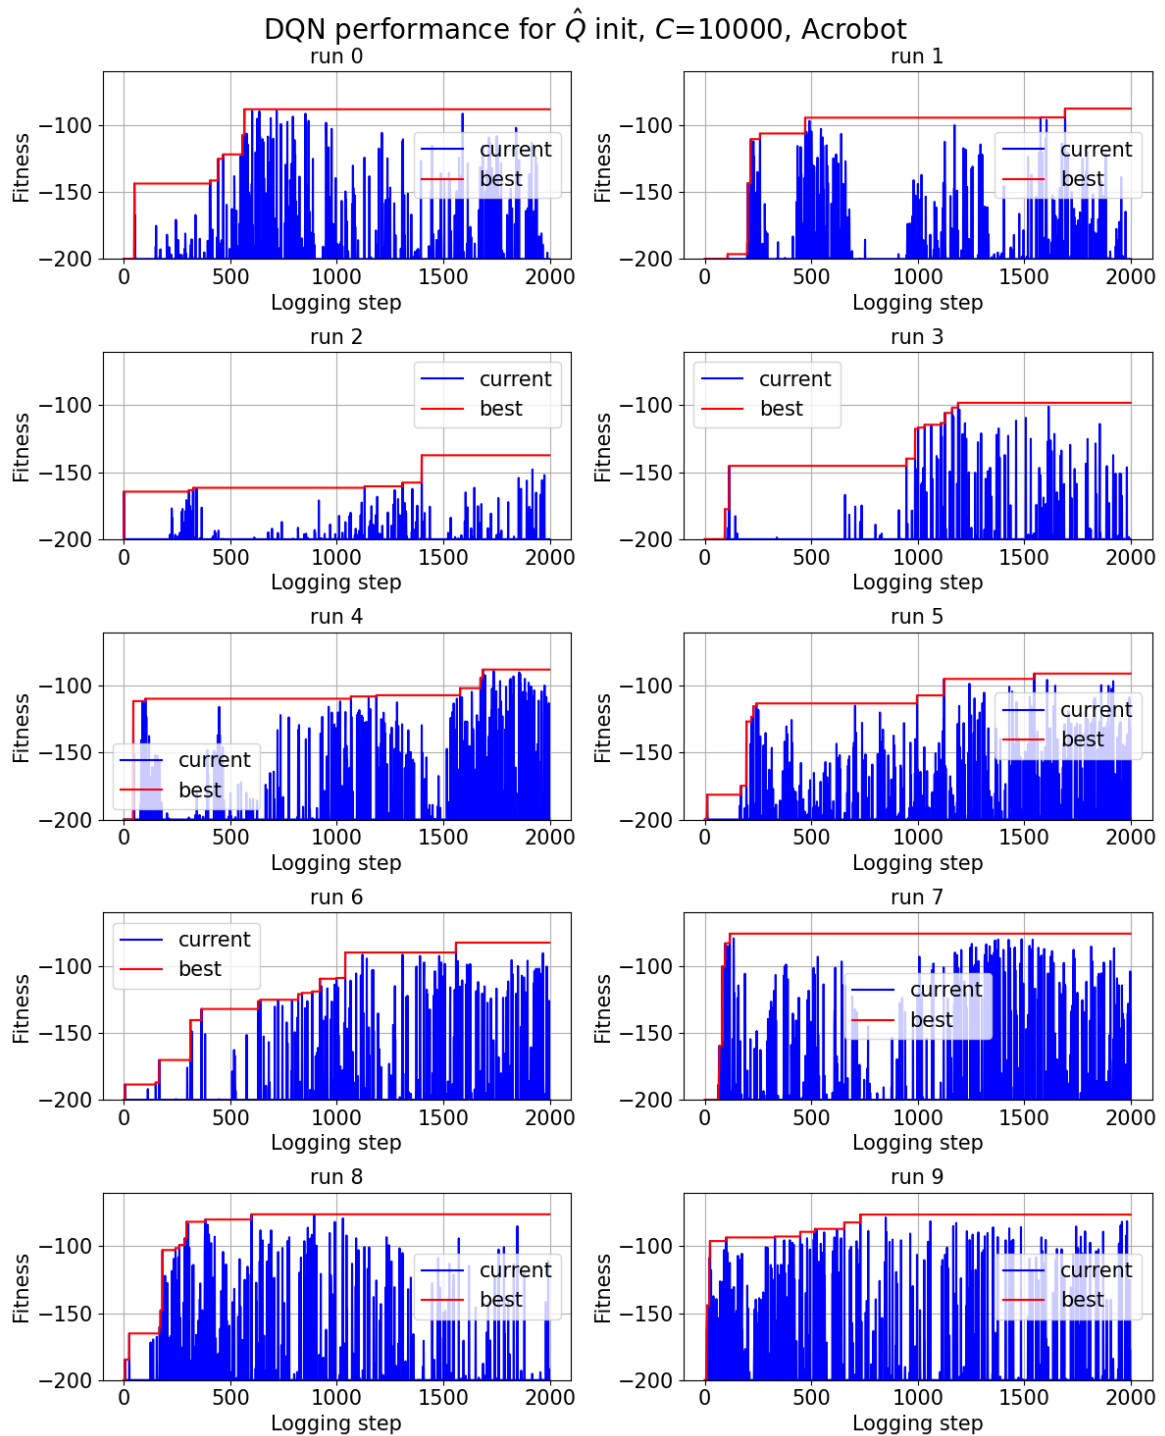 DQN performance for Q̂ init, C=10000, Acrobot
run 0
Fitness
−100
−150
−200
0 500 1000 1500 2000
Logging step
current
best
run 1
Fitness
−100
−150
−200
0 500 1000 1500 2000
Logging step
current
best
run 2
Fitness
−100
−150
−200
0 500 1000 1500 2000
Logging step
current
best
run 3
Fitness
−100
−150
−200
0 500 1000 1500 2000
Logging step
current
best
run 4
Fitness
−100
−150
−200
0 500 1000 1500 2000
Logging step
current
best
run 5
Fitness
−100
−150
−200
0 500 1000 1500 2000
Logging step
current
best
run 6
Fitness
−100
−150
−200
0 500 1000 1500 2000
Logging step
current
best
run 7
Fitness
−100
−150
−200
0 500 1000 1500 2000
Logging step
current
best
run 8
Fitness
−100
−150
−200
0 500 1000 1500 2000
Logging step
current
best
run 9
Fitness
−100
−150
−200
0 500 1000 1500 2000
Logging step
current
best